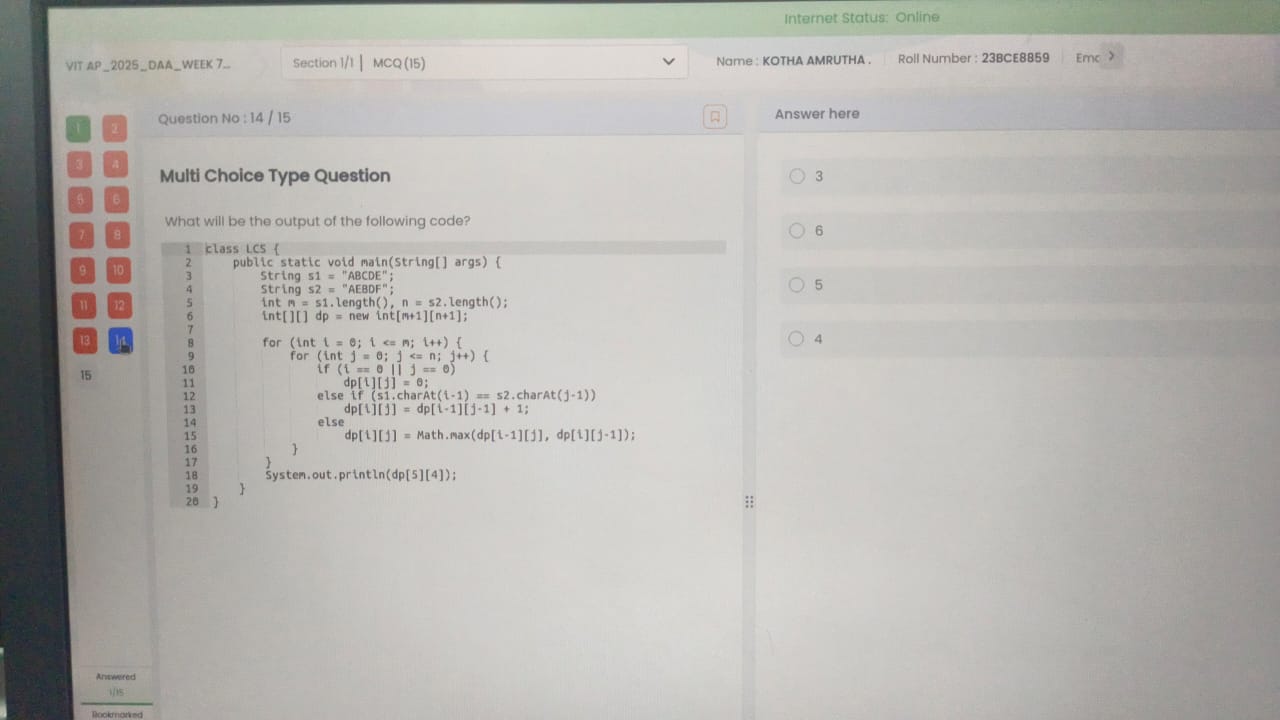 Internet Status: Online
VIT AP_2025_DAA_WEEK 7...
Section 1/1 | MCQ (15)
Name : KOTHA AMRUTHA .
Roll Number : 23BCE8859
Emc >
1 2
3 4
5 6
7 8
9 10
11 12
13 14
15
Question No : 14 / 15
Multi Choice Type Question
What will be the output of the following code?
1 class LCS {
2 public static void main(String[] args) {
3 String s1 = "ABCDE";
4 String s2 = "AEBDF";
5 int m = s1.length(), n = s2.length();
6 int[][] dp = new int[m+1][n+1];
7
8 for (int i = 0; i <= m; i++) {
9 for (int j = 0; j <= n; j++) {
10 if (i == 0 || j == 0)
11 dp[i][j] = 0;
12 else if (s1.charAt(i-1) == s2.charAt(j-1))
13 dp[i][j] = dp[i-1][j-1] + 1;
14 else
15 dp[i][j] = Math.max(dp[i-1][j], dp[i][j-1]);
16 }
17 }
18 System.out.println(dp[5][4]);
19 }
20 }
Answer here
3
6
5
4
Answered
1/15
Bookmarked